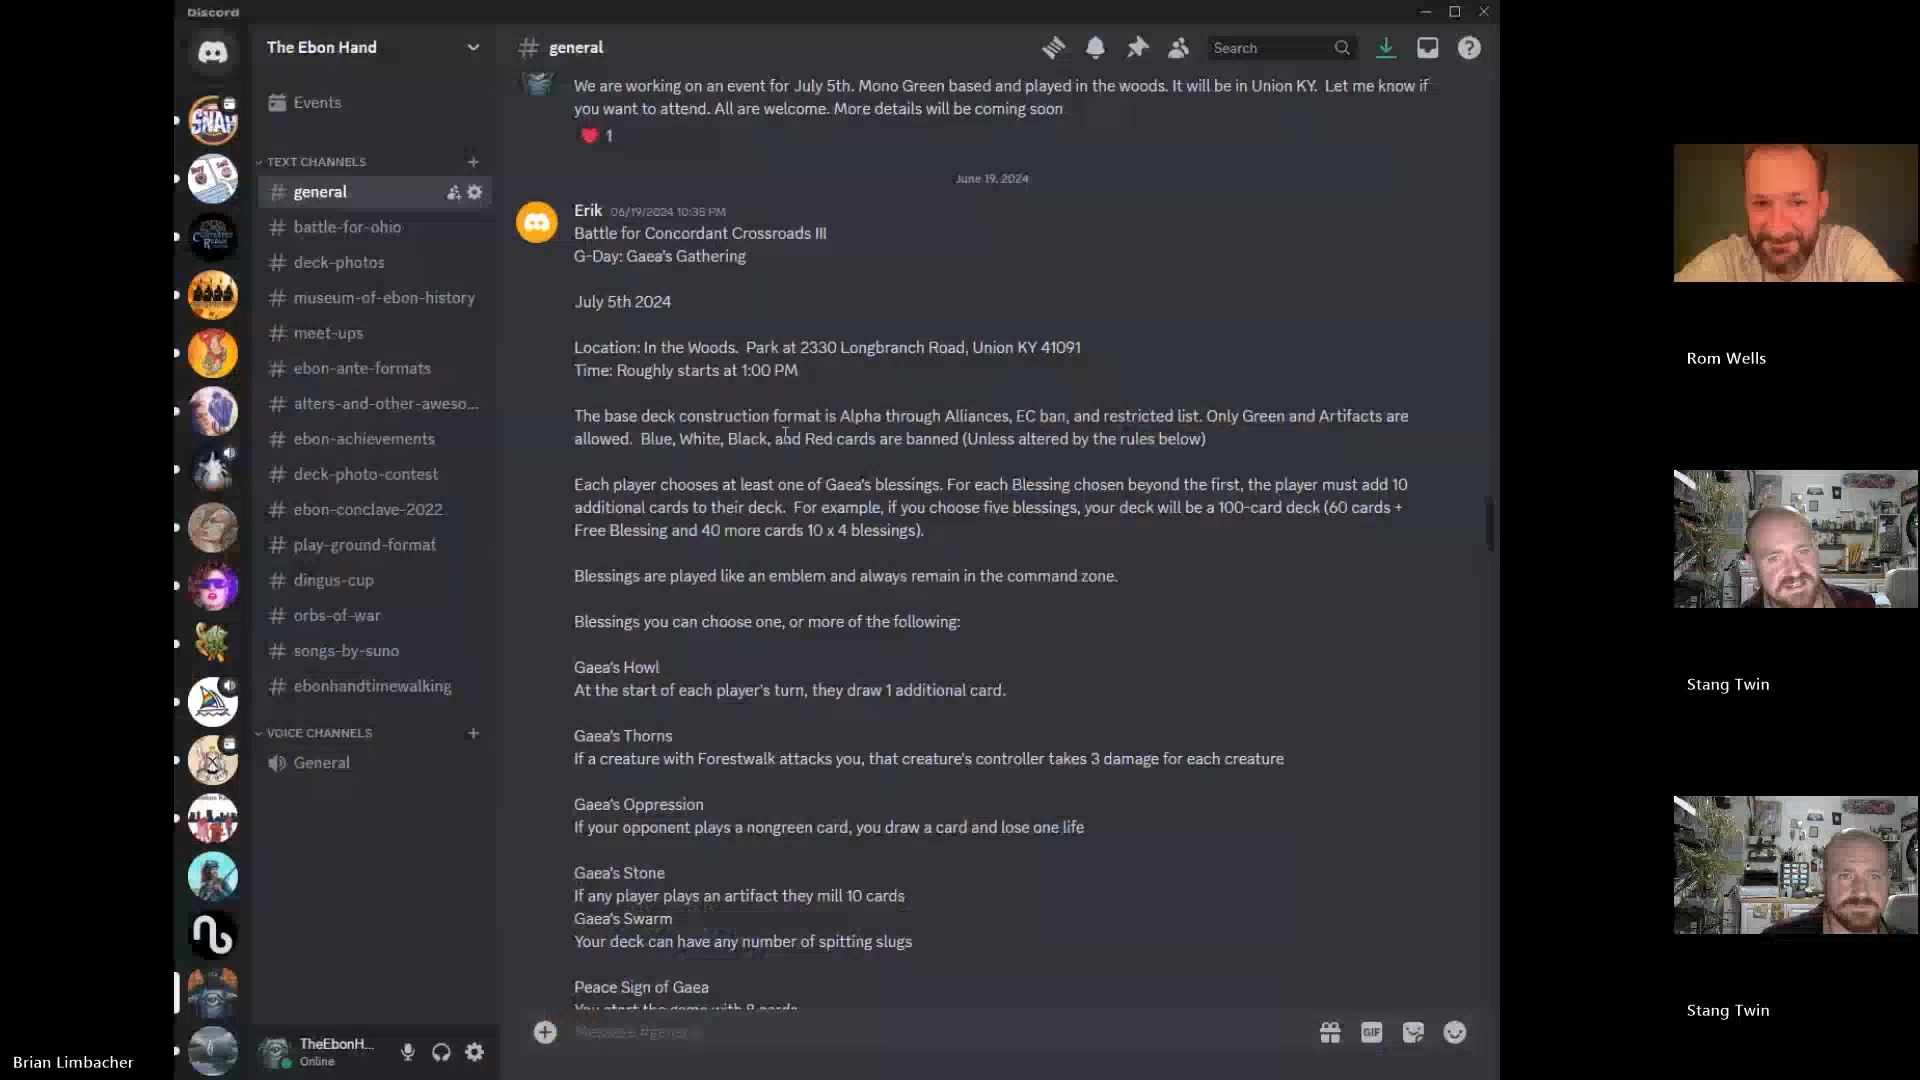 Discord
The Ebon Hand
Events
TEXT CHANNELS
general
battle-for-ohio
deck-photos
museum-of-ebon-history
meet-ups
ebon-ante-formats
alters-and-other-aweso...
ebon-achievements
deck-photo-contest
ebon-conclave-2022
play-ground-format
dingus-cup
orbs-of-war
songs-by-suno
ebonhandtimewalking
VOICE CHANNELS
General
TheEbonH...
Online
# general
Search
We are working on an event for July 5th. Mono Green based and played in the woods. It will be in Union KY. Let me know if
you want to attend. All are welcome. More details will be coming soon
1
June 19, 2024
Erik 06/19/2024 10:35 PM
Battle for Concordant Crossroads III
G-Day: Gaea's Gathering
July 5th 2024
Location: In the Woods. Park at 2330 Longbranch Road, Union KY 41091
Time: Roughly starts at 1:00 PM
The base deck construction format is Alpha through Alliances, EC ban, and restricted list. Only Green and Artifacts are
allowed. Blue, White, Black, and Red cards are banned (Unless altered by the rules below)
Each player chooses at least one of Gaea's blessings. For each Blessing chosen beyond the first, the player must add 10
additional cards to their deck. For example, if you choose five blessings, your deck will be a 100-card deck (60 cards +
Free Blessing and 40 more cards 10 x 4 blessings).
Blessings are played like an emblem and always remain in the command zone.
Blessings you can choose one, or more of the following:
Gaea's Howl
At the start of each player's turn, they draw 1 additional card.
Gaea's Thorns
If a creature with Forestwalk attacks you, that creature's controller takes 3 damage for each creature
Gaea's Oppression
If your opponent plays a nongreen card, you draw a card and lose one life
Gaea's Stone
If any player plays an artifact they mill 10 cards
Gaea's Swarm
Your deck can have any number of spitting slugs
Peace Sign of Gaea
You start the game with 8 cards
Message #general
GIF
SNAP
Rom Wells
Stang Twin
Stang Twin
Brian Limbacher